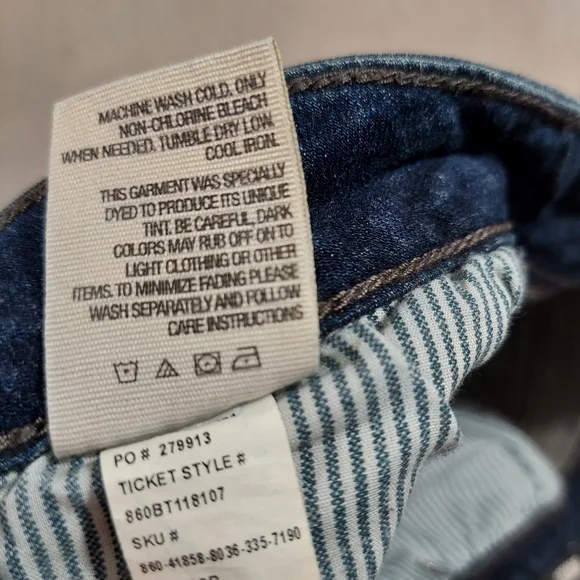 MACHINE WASH COLD, ONLY
NON-CHLORINE BLEACH
WHEN NEEDED. TUMBLE DRY LOW.
COOL IRON.
THIS GARMENT WAS SPECIALLY
DYED TO PRODUCE ITS UNIQUE
TINT. BE CAREFUL, DARK
COLORS MAY RUB OFF ON TO
LIGHT CLOTHING OR OTHER
ITEMS. TO MINIMIZE FADING PLEASE
WASH SEPARATELY AND FOLLOW
CARE INSTRUCTIONS
PO # 279913
TICKET STYLE #
860BT118107
SKU #
860-41858-8036-335-7190